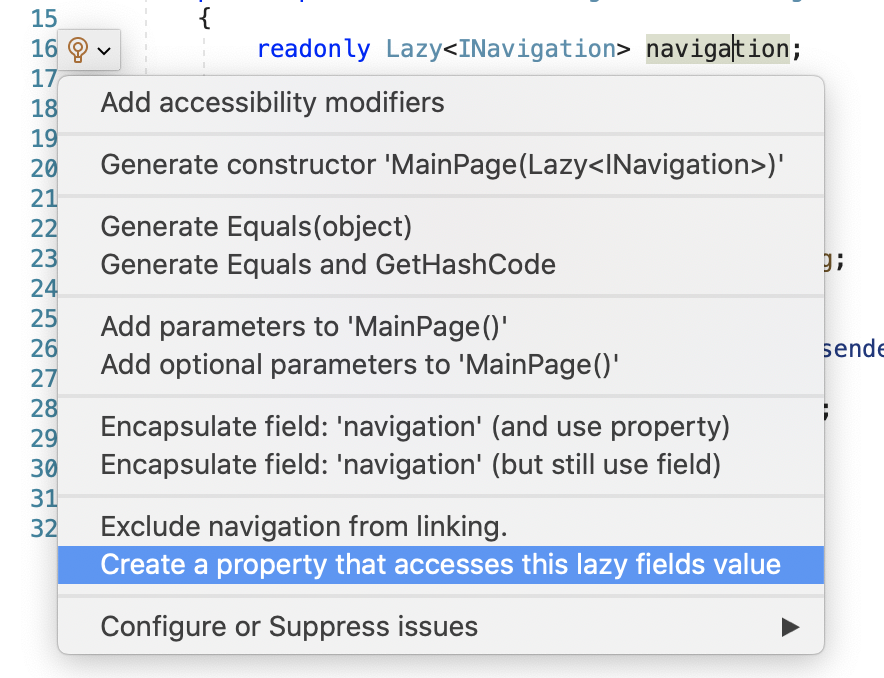 15 {
16 readonly Lazy<INavigation> navigation;
17
18 Add accessibility modifiers
19
20 Generate constructor 'MainPage(Lazy<INavigation>)'
21
22 Generate Equals(object)
23 Generate Equals and GetHashCode g;
24
25 Add parameters to 'MainPage()'
26 Add optional parameters to 'MainPage()' sende
27
28 Encapsulate field: 'navigation' (and use property) ;
29 Encapsulate field: 'navigation' (but still use field)
30
31 Exclude navigation from linking.
32 Create a property that accesses this lazy fields value
Configure or Suppress issues